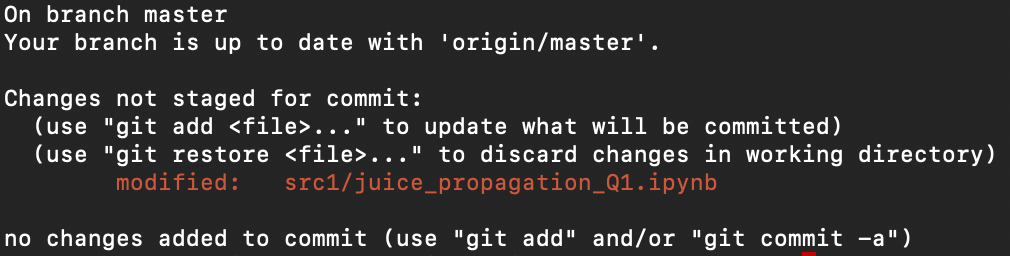 On branch master
Your branch is up to date with 'origin/master'.
Changes not staged for commit:
(use "git add <file>..." to update what will be committed)
(use "git restore <file>..." to discard changes in working directory)
modified: src1/juice_propagation_Q1.ipynb
no changes added to commit (use "git add" and/or "git commit -a")